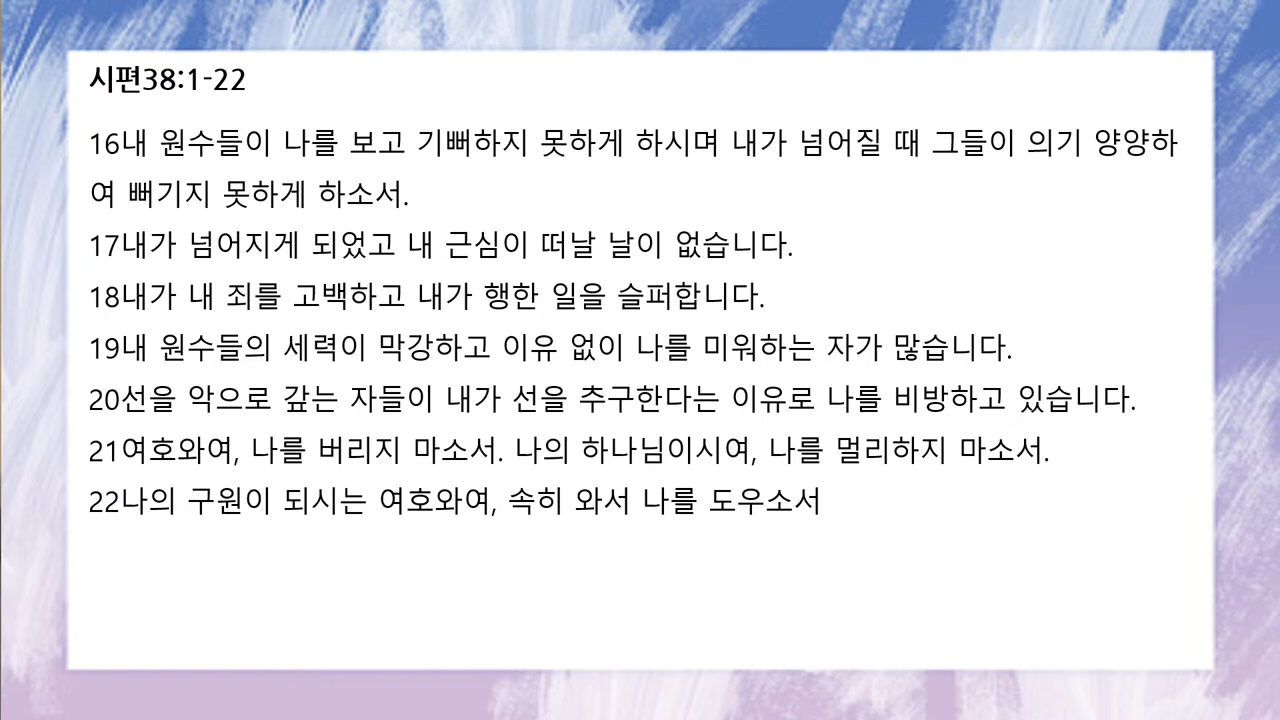 시편38:1-22
16내 원수들이 나를 보고 기뻐하지 못하게 하시며 내가 넘어질 때 그들이 의기 양양하
여 뻐기지 못하게 하소서.
17내가 넘어지게 되었고 내 근심이 떠날 날이 없습니다.
18내가 내 죄를 고백하고 내가 행한 일을 슬퍼합니다.
19내 원수들의 세력이 막강하고 이유 없이 나를 미워하는 자가 많습니다.
20선을 악으로 갚는 자들이 내가 선을 추구한다는 이유로 나를 비방하고 있습니다.
21여호와여, 나를 버리지 마소서. 나의 하나님이시여, 나를 멀리하지 마소서.
22나의 구원이 되시는 여호와여, 속히 와서 나를 도우소서